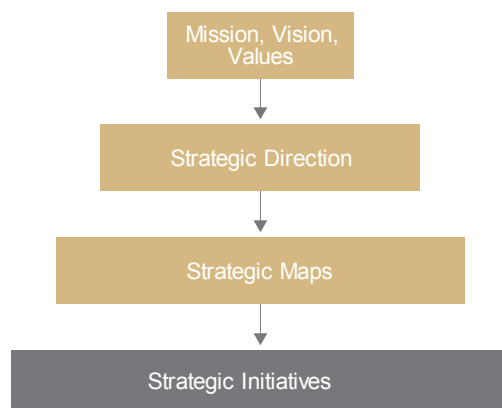 Mission, Vision,
Values
Strategic Direction
Strategic Maps
Strategic Initiatives